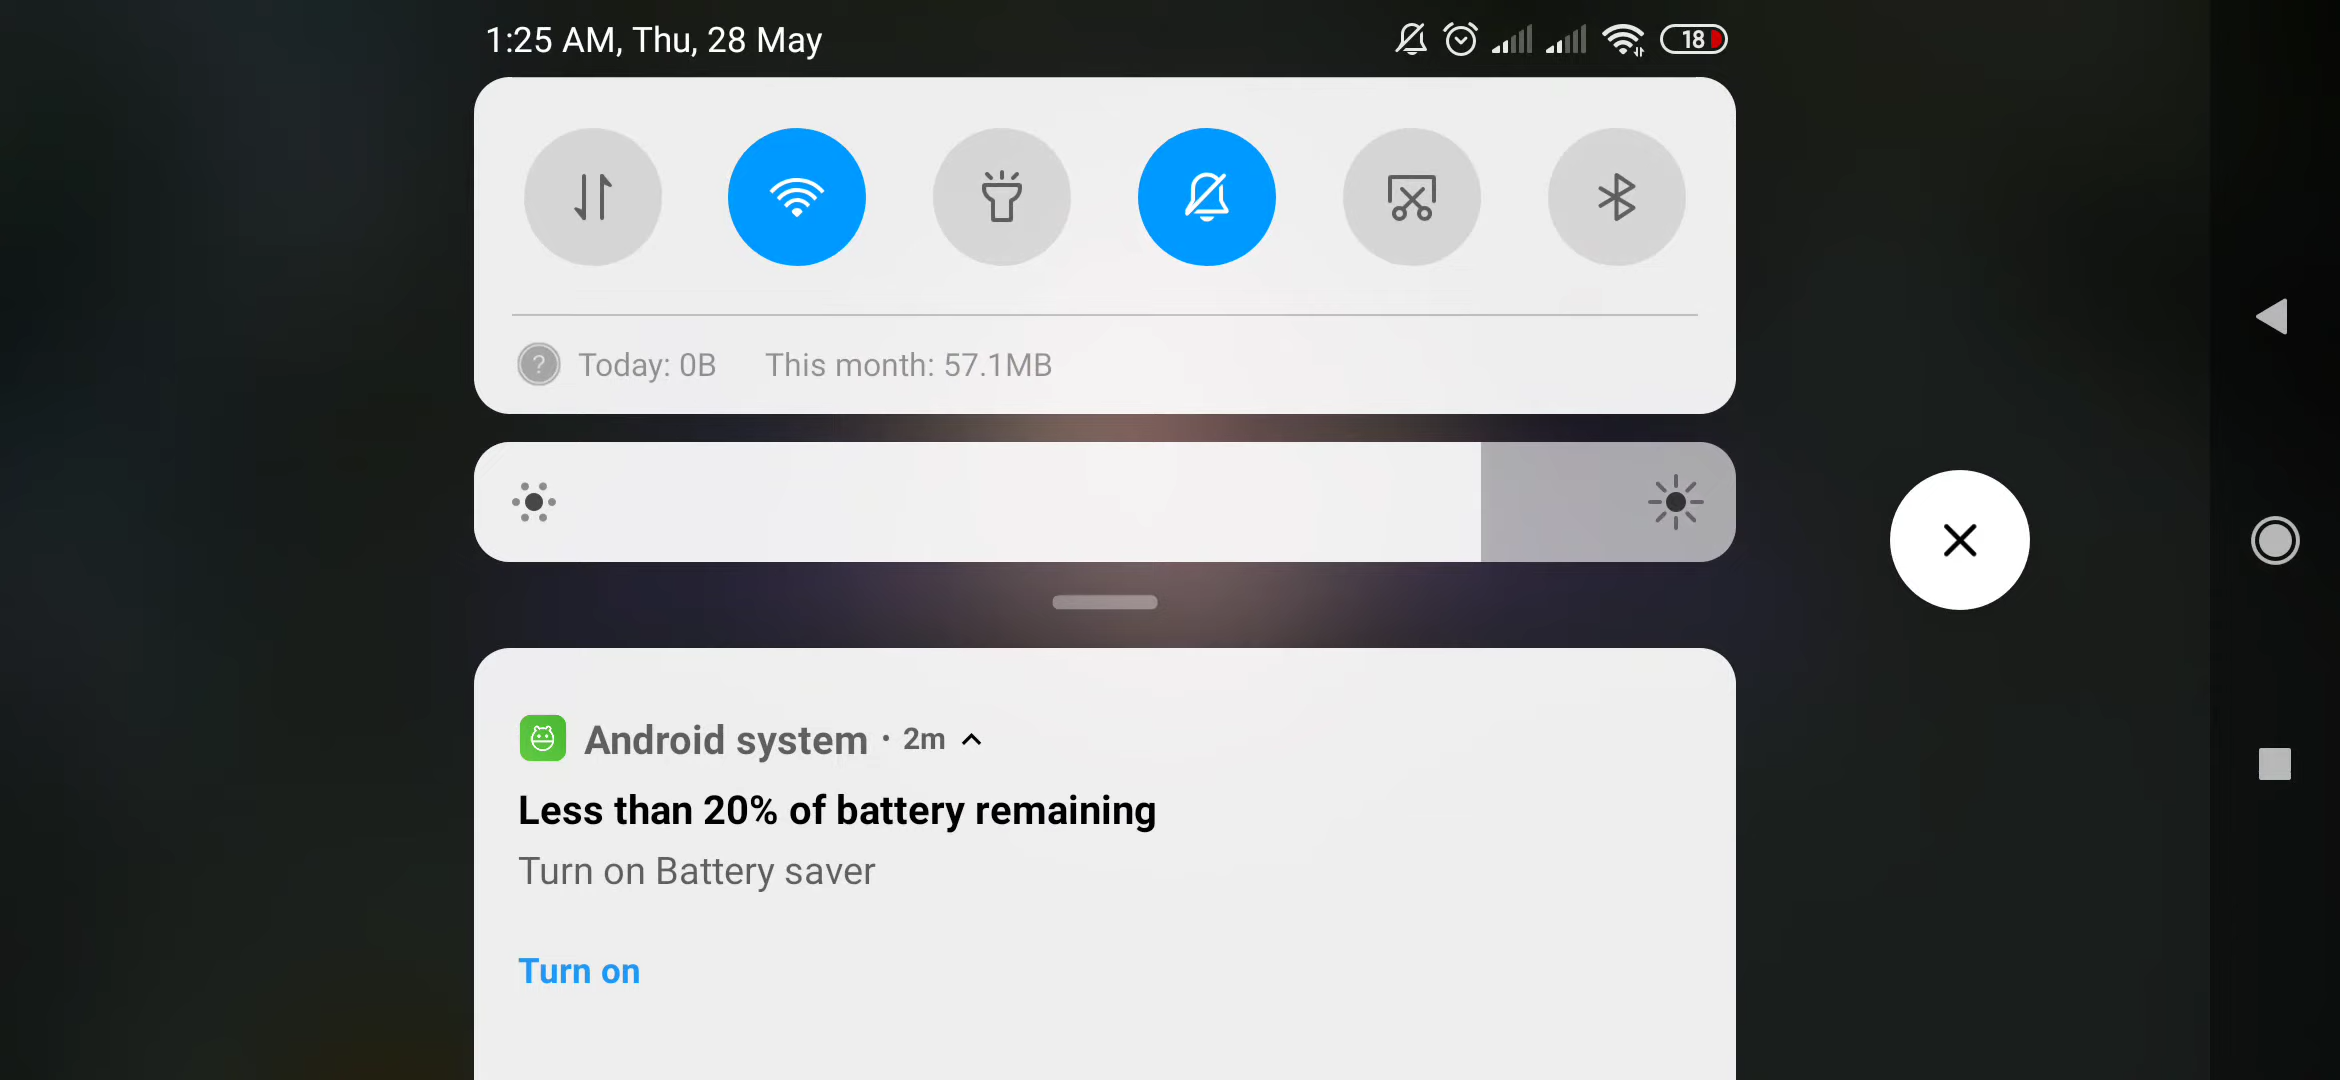 1:25 AM, Thu, 28 May
18
? Today: 0B This month: 57.1MB
Android system · 2m
Less than 20% of battery remaining
Turn on Battery saver
Turn on